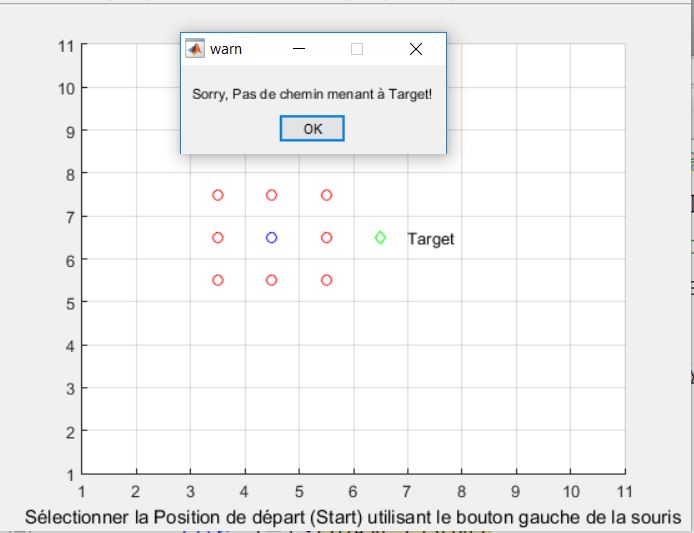 warn
Sorry, Pas de chemin menant à Target!
OK
11
10
9
8
7
6
5
4
3
2
1
Target
1 2 3 4 5 6 7 8 9 10 11
Sélectionner la Position de départ (Start) utilisant le bouton gauche de la souris